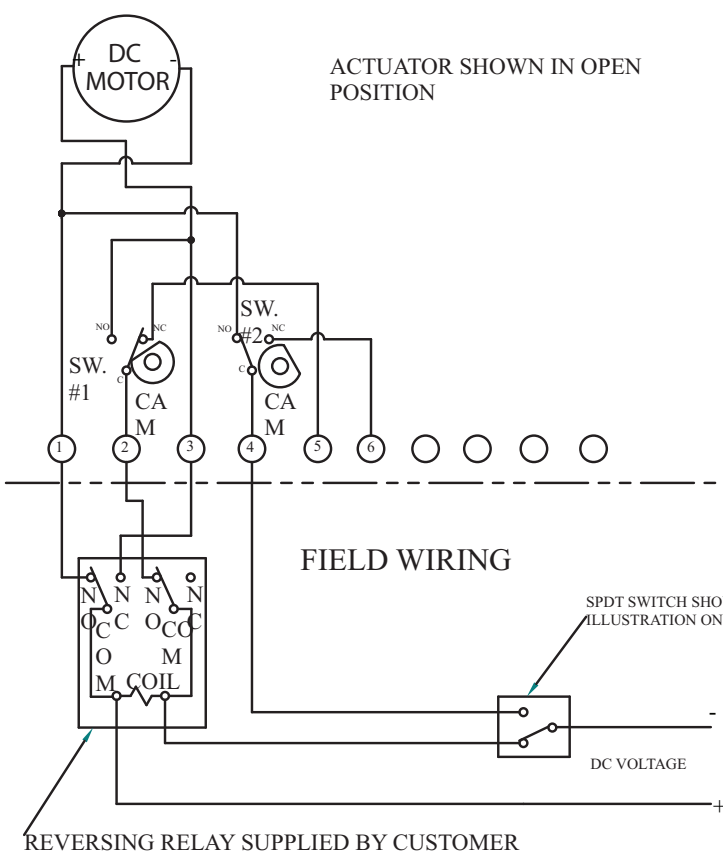 DC
+ -
MOTOR
ACTUATOR SHOWN IN OPEN
POSITION
SW.
NO NC NO #2 NC
SW.
#1
C C
CA CA
M M
1 2 3 4 5 6
FIELD WIRING
SPDT SWITCH SHO
ILLUSTRATION ON
N N N N
O C O C
C CO
O M
M COIL
-
DC VOLTAGE
+
REVERSING RELAY SUPPLIED BY CUSTOMER